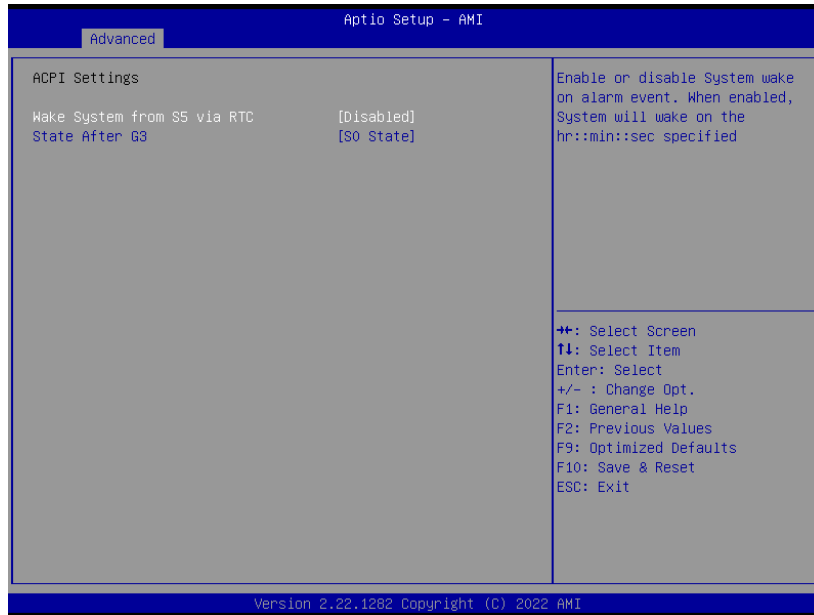 Aptio Setup - AMI
Advanced
ACPI Settings
Wake System from S5 via RTC [Disabled]
State After G3 [S0 State]
Enable or disable System wake
on alarm event. When enabled,
System will wake on the
hr::min::sec specified
→←: Select Screen
↑↓: Select Item
Enter: Select
+/- : Change Opt.
F1: General Help
F2: Previous Values
F9: Optimized Defaults
F10: Save & Reset
ESC: Exit
Version 2.22.1282 Copyright (C) 2022 AMI